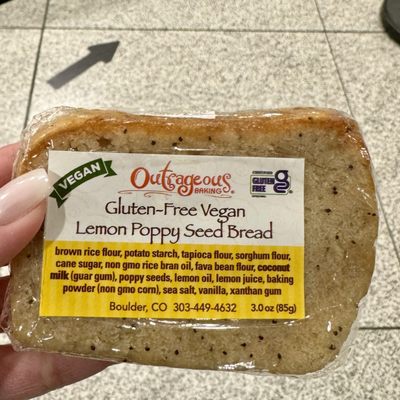 VEGAN
Outrageous
BAKING
CERTIFIED
GLUTEN
FREE
Gluten-Free Vegan
Lemon Poppy Seed Bread
brown rice flour, potato starch, tapioca flour, sorghum flour,
cane sugar, non gmo rice bran oil, fava bean flour, coconut
milk (guar gum), poppy seeds, lemon oil, lemon juice, baking
powder (non gmo corn), sea salt, vanilla, xanthan gum
Boulder, CO 303-449-4632 3.0 oz (85g)